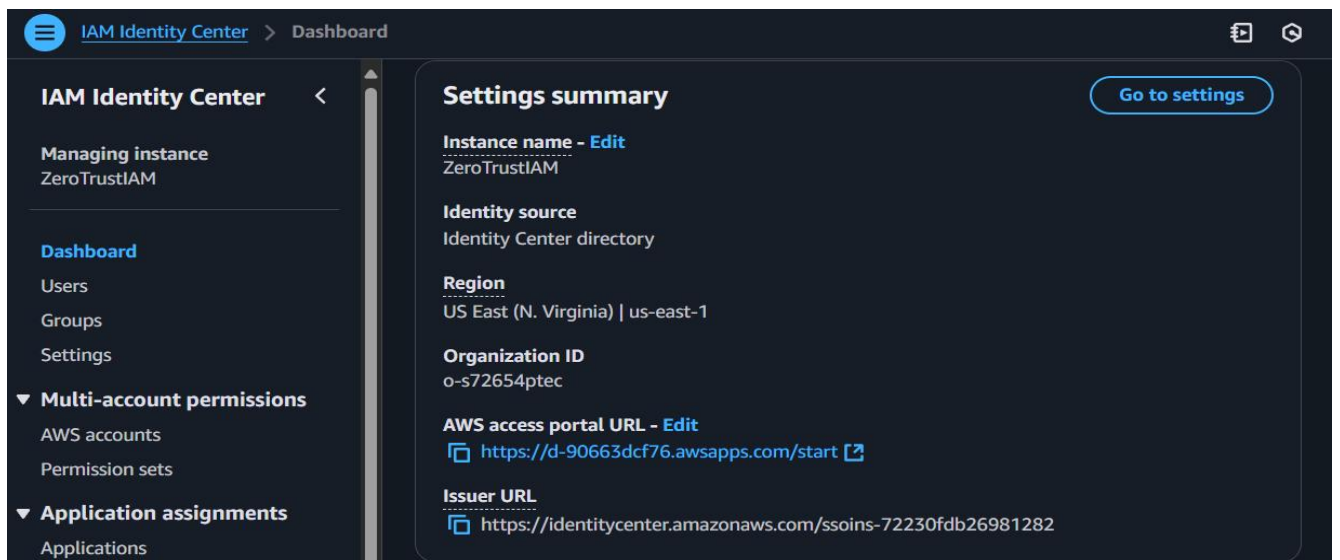 IAM Identity Center > Dashboard
IAM Identity Center
Managing instance
ZeroTrustIAM
Dashboard
Users
Groups
Settings
Multi-account permissions
AWS accounts
Permission sets
Application assignments
Applications
Settings summary
Go to settings
Instance name - Edit
ZeroTrustIAM
Identity source
Identity Center directory
Region
US East (N. Virginia) | us-east-1
Organization ID
o-s72654ptec
AWS access portal URL - Edit
https://d-90663dcf76.awsapps.com/start
Issuer URL
https://identitycenter.amazonaws.com/ssoins-72230fdb26981282